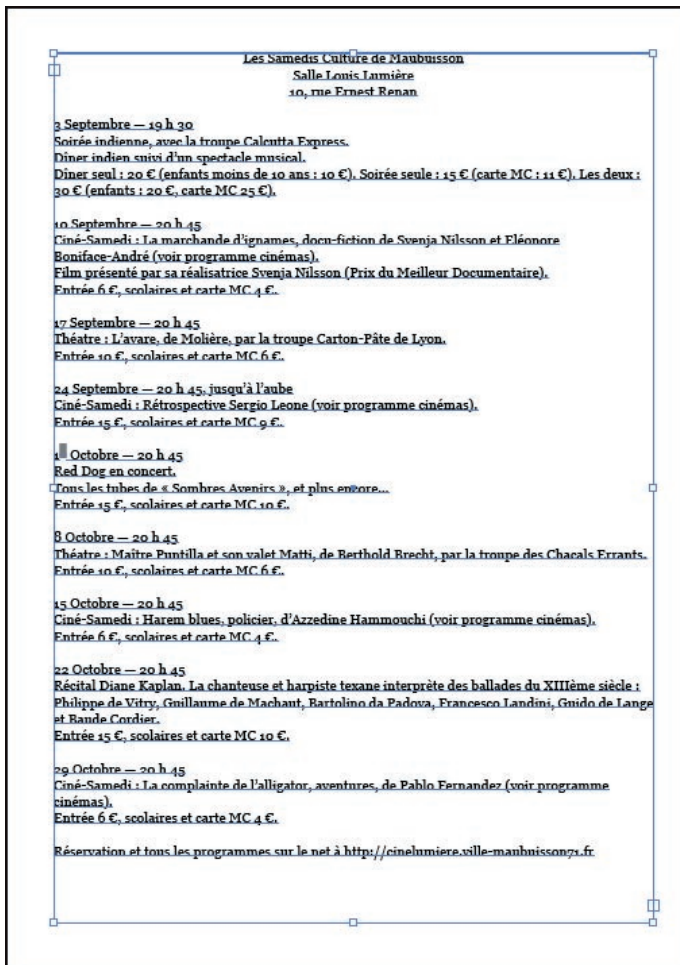 Les Samedis Culture de Maubuisson
Salle Louis Lumière
10, rue Ernest Renan
3 Septembre — 19 h 30
Soirée indienne, avec la troupe Calcutta Express.
Dîner indien suivi d'un spectacle musical.
Dîner seul : 20 € (enfants moins de 10 ans : 10 €). Soirée seule : 15 € (carte MC : 11 €). Les deux :
30 € (enfants : 20 €, carte MC 25 €).
10 Septembre — 20 h 45
Ciné-Samedi : La marchande d'ignames, docu-fiction de Svenja Nilsson et Eléonore
Boniface-André (voir programme cinémas).
Film présenté par sa réalisatrice Svenja Nilsson (Prix du Meilleur Documentaire).
Entrée 6 €, scolaires et carte MC 4 €.
17 Septembre — 20 h 45
Théatre : L'avare, de Molière, par la troupe Carton-Pâte de Lyon.
Entrée 10 €, scolaires et carte MC 6 €.
24 Septembre — 20 h 45, jusqu'à l'aube
Ciné-Samedi : Rétrospective Sergio Leone (voir programme cinémas).
Entrée 15 €, scolaires et carte MC 9 €.
1 Octobre — 20 h 45
Red Dog en concert.
Tous les tubes de « Sombres Avenirs », et plus encore...
Entrée 15 €, scolaires et carte MC 10 €.
8 Octobre — 20 h 45
Théatre : Maître Puntilla et son valet Matti, de Berthold Brecht, par la troupe des Chacals Errants.
Entrée 10 €, scolaires et carte MC 6 €.
15 Octobre — 20 h 45
Ciné-Samedi : Harem blues, policier, d'Azzedine Hammouchi (voir programme cinémas).
Entrée 6 €, scolaires et carte MC 4 €.
22 Octobre — 20 h 45
Récital Diane Kaplan. La chanteuse et harpiste texane interprète des ballades du XIIIème siècle :
Philippe de Vitry, Guillaume de Machaut, Bartolino da Padova, Francesco Landini, Guido de Lange
et Baude Cordier.
Entrée 15 €, scolaires et carte MC 10 €.
29 Octobre — 20 h 45
Ciné-Samedi : La complainte de l'alligator, aventures, de Pablo Fernandez (voir programme
cinémas).
Entrée 6 €, scolaires et carte MC 4 €.
Réservation et tous les programmes sur le net à http://cinelumiere.ville-maubuisson71.fr